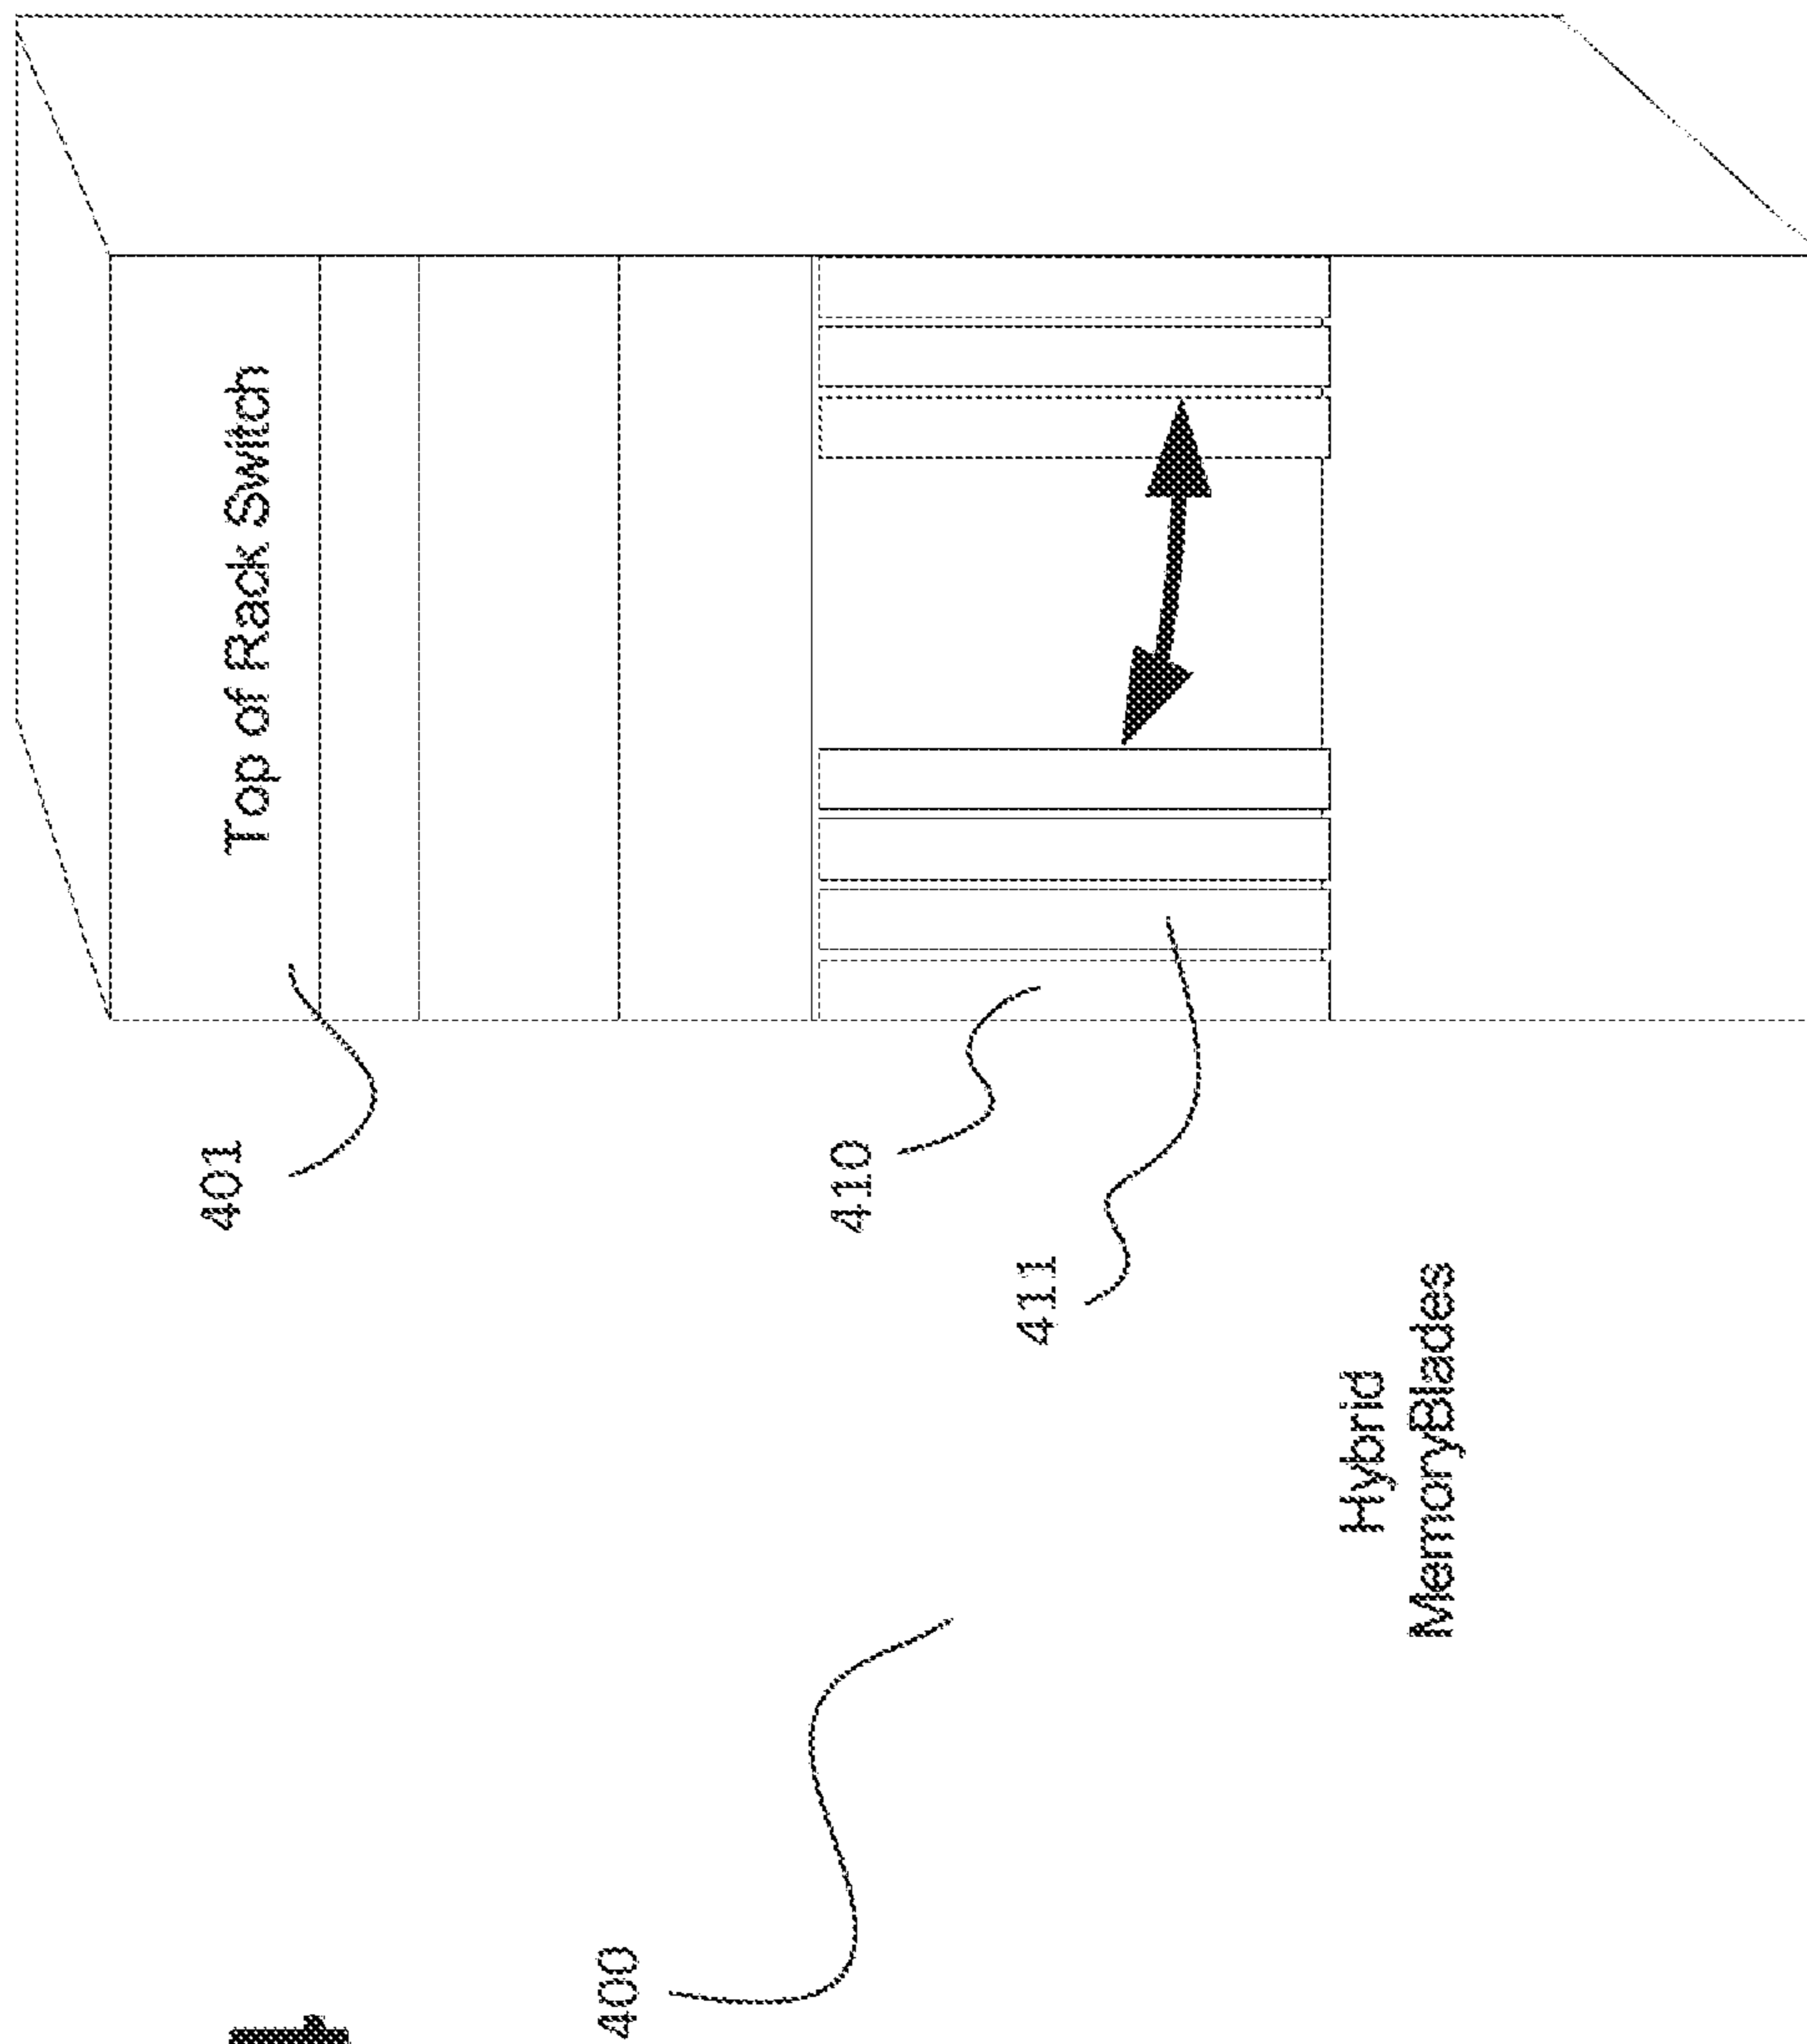 Top of Rack Switch
401
410
411
400
Hybrid
MemoryBlades